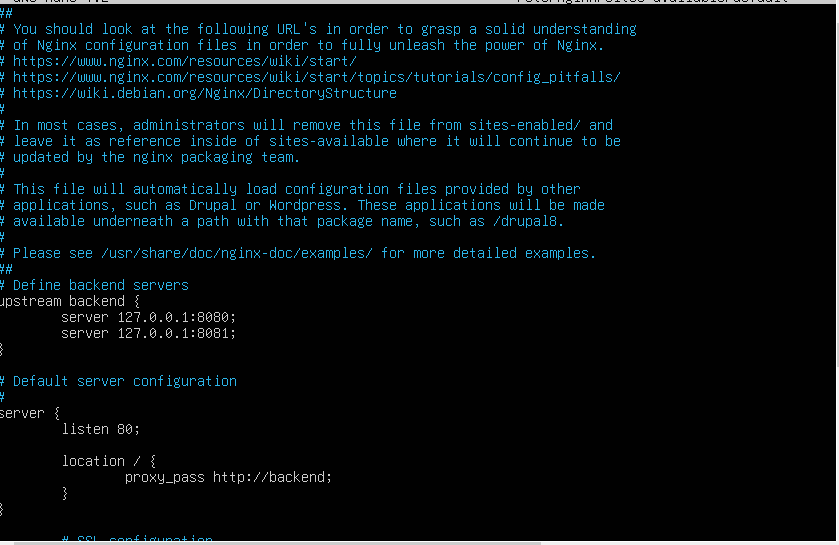 ##
# You should look at the following URL's in order to grasp a solid understanding
# of Nginx configuration files in order to fully unleash the power of Nginx.
# https://www.nginx.com/resources/wiki/start/
# https://www.nginx.com/resources/wiki/start/topics/tutorials/config_pitfalls/
# https://wiki.debian.org/Nginx/DirectoryStructure
#
# In most cases, administrators will remove this file from sites-enabled/ and
# leave it as reference inside of sites-available where it will continue to be
# updated by the nginx packaging team.
#
# This file will automatically load configuration files provided by other
# applications, such as Drupal or Wordpress. These applications will be made
# available underneath a path with that package name, such as /drupal8.
#
# Please see /usr/share/doc/nginx-doc/examples/ for more detailed examples.
##
# Define backend servers
upstream backend {
server 127.0.0.1:8080;
server 127.0.0.1:8081;
}
# Default server configuration
#
server {
listen 80;
location / {
proxy_pass http://backend;
}
}
# SSL configuration